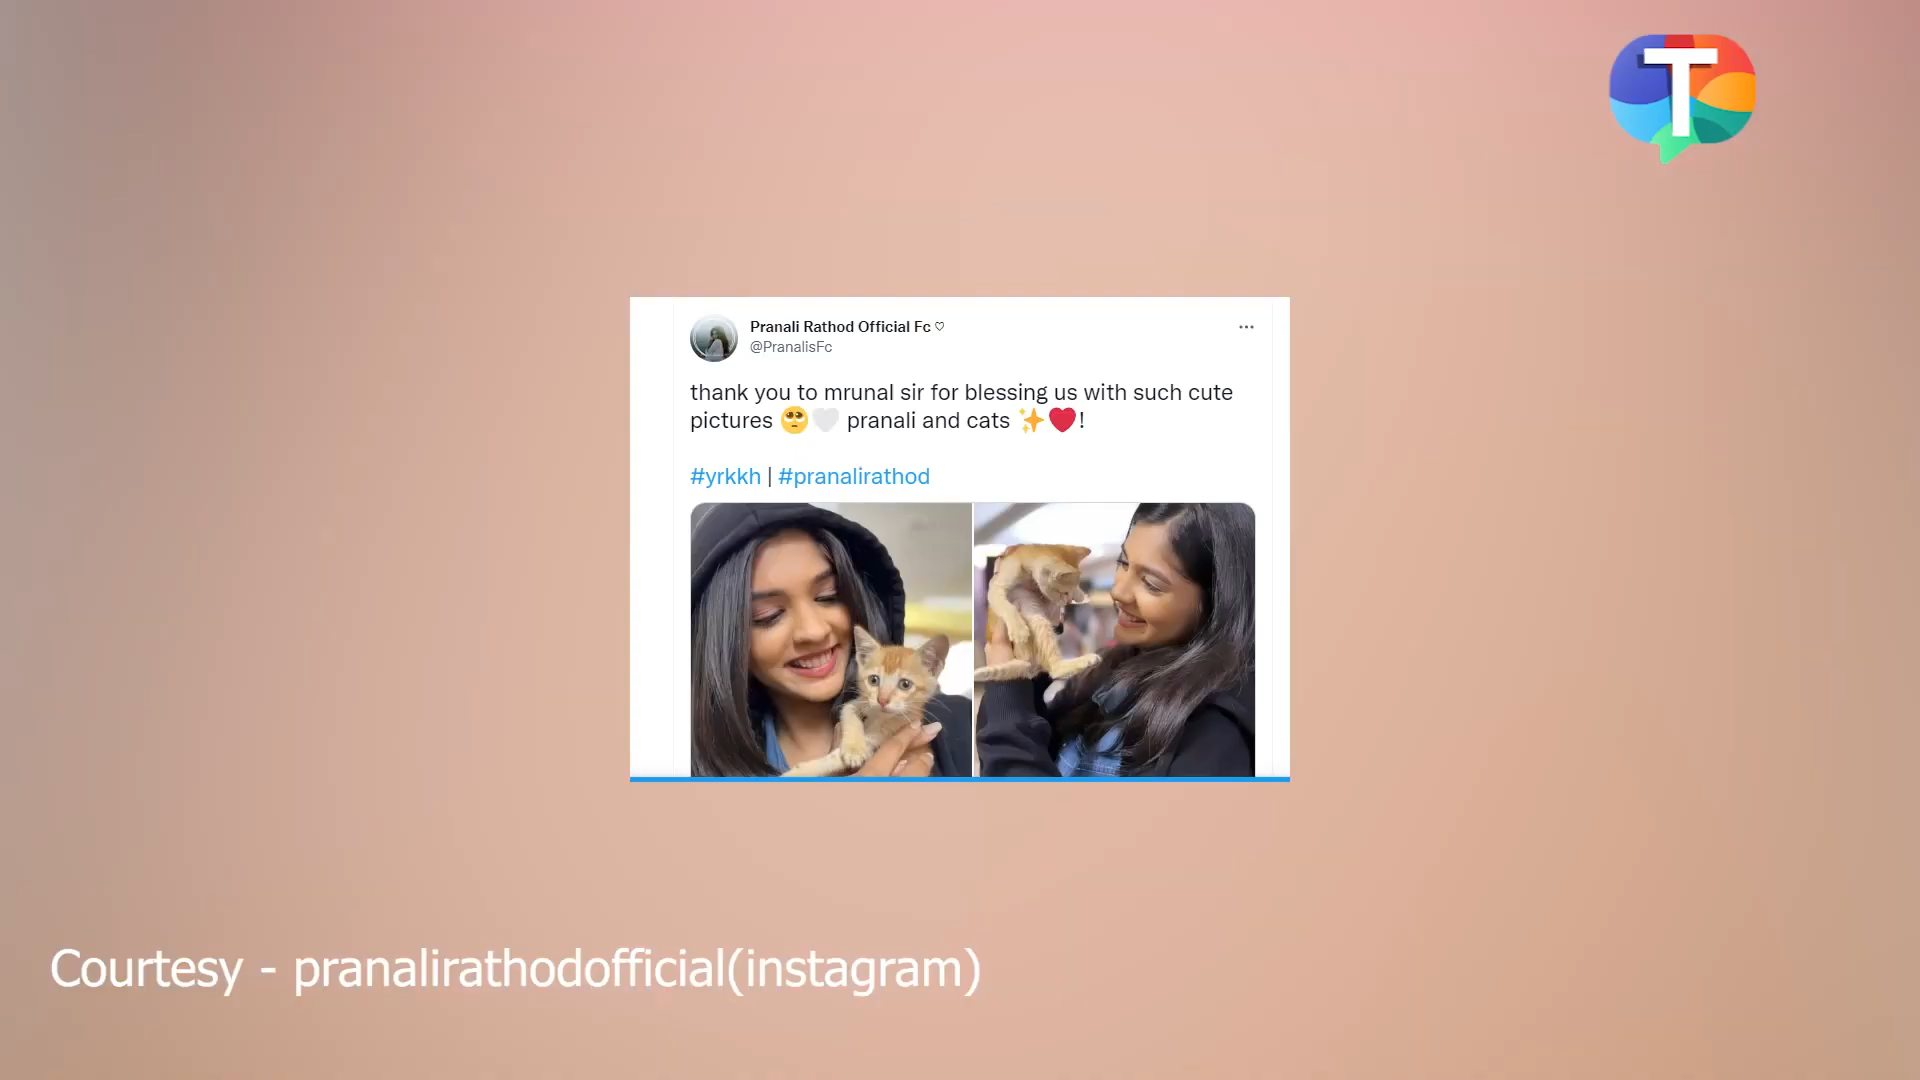 T
Pranali Rathod Official Fc ♡
@PranalisFc
thank you to mrunal sir for blessing us with such cute
pictures 🥺🤍 pranali and cats ✨❤️!
#yrkkh | #pranalirathod
Courtesy - pranalirathodofficial(instagram)